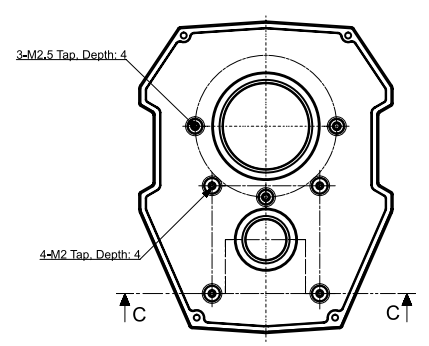 3-M2.5 Tap, Depth: 4
4-M2 Tap, Depth: 4
C C